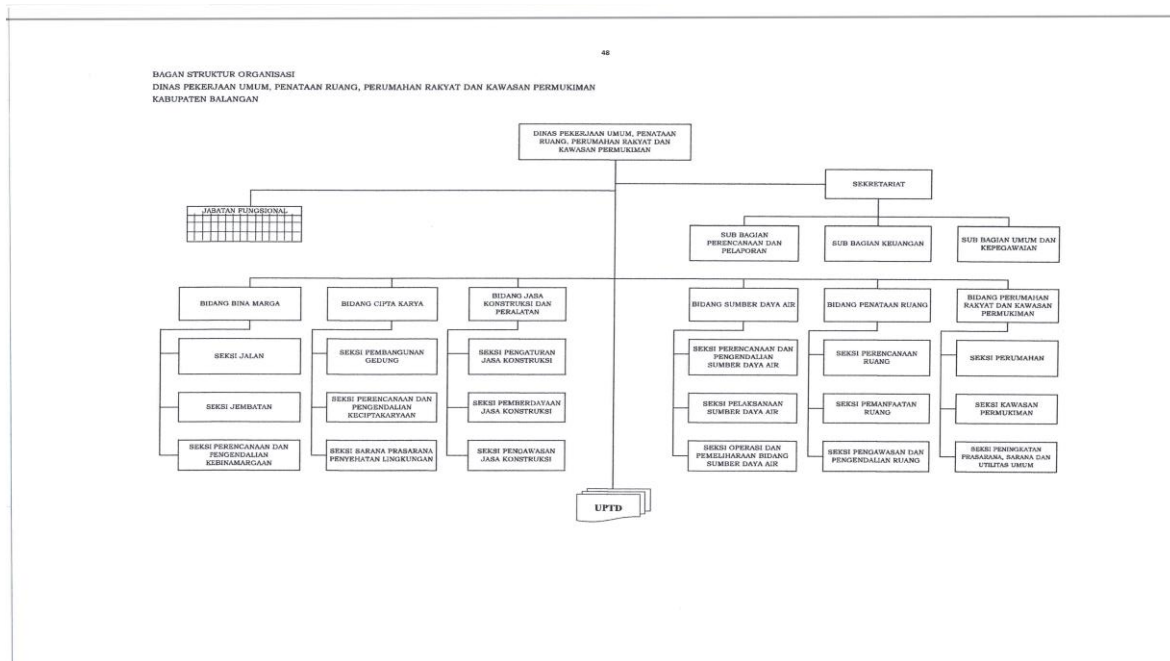 48
BAGAN STRUKTUR ORGANISASI
DINAS PEKERJAAN UMUM, PENATAAN RUANG, PERUMAHAN RAKYAT DAN KAWASAN PERMUKIMAN
KABUPATEN BALANGAN
DINAS PEKERJAAN UMUM, PENATAAN
RUANG, PERUMAHAN RAKYAT DAN
KAWASAN PERMUKIMAN
SEKRETARIAT
JABATAN FUNGSIONAL
SUB BAGIAN
PERENCANAAN DAN
PELAPORAN
SUB BAGIAN KEUANGAN
SUB BAGIAN UMUM DAN
KEPEGAWAIAN
BIDANG BINA MARGA
BIDANG CIPTA KARYA
BIDANG JASA
KONSTRUKSI DAN
PERALATAN
BIDANG SUMBER DAYA AIR
BIDANG PENATAAN RUANG
BIDANG PERUMAHAN
RAKYAT DAN KAWASAN
PERMUKIMAN
SEKSI JALAN
SEKSI PEMBANGUNAN
GEDUNG
SEKSI PENGATURAN
JASA KONSTRUKSI
SEKSI PERENCANAAN DAN
PENGENDALIAN
SUMBER DAYA AIR
SEKSI PERENCANAAN
RUANG
SEKSI PERUMAHAN
SEKSI JEMBATAN
SEKSI PERENCANAAN DAN
PENGENDALIAN
KECIPTAKARYAAN
SEKSI PEMBERDAYAAN
JASA KONSTRUKSI
SEKSI PELAKSANAAN
SUMBER DAYA AIR
SEKSI PEMANFAATAN
RUANG
SEKSI KAWASAN
PERMUKIMAN
SEKSI PERENCANAAN DAN
PENGENDALIAN
KEBINAMARGAAN
SEKSI SARANA PRASARANA
PENYEHATAN LINGKUNGAN
SEKSI PENGAWASAN
JASA KONSTRUKSI
SEKSI OPERASI DAN
PEMELIHARAAN BIDANG
SUMBER DAYA AIR
SEKSI PENGAWASAN DAN
PENGENDALIAN RUANG
SEKSI PENINGKATAN
PRASARANA, SARANA DAN
UTILITAS UMUM
UPTD